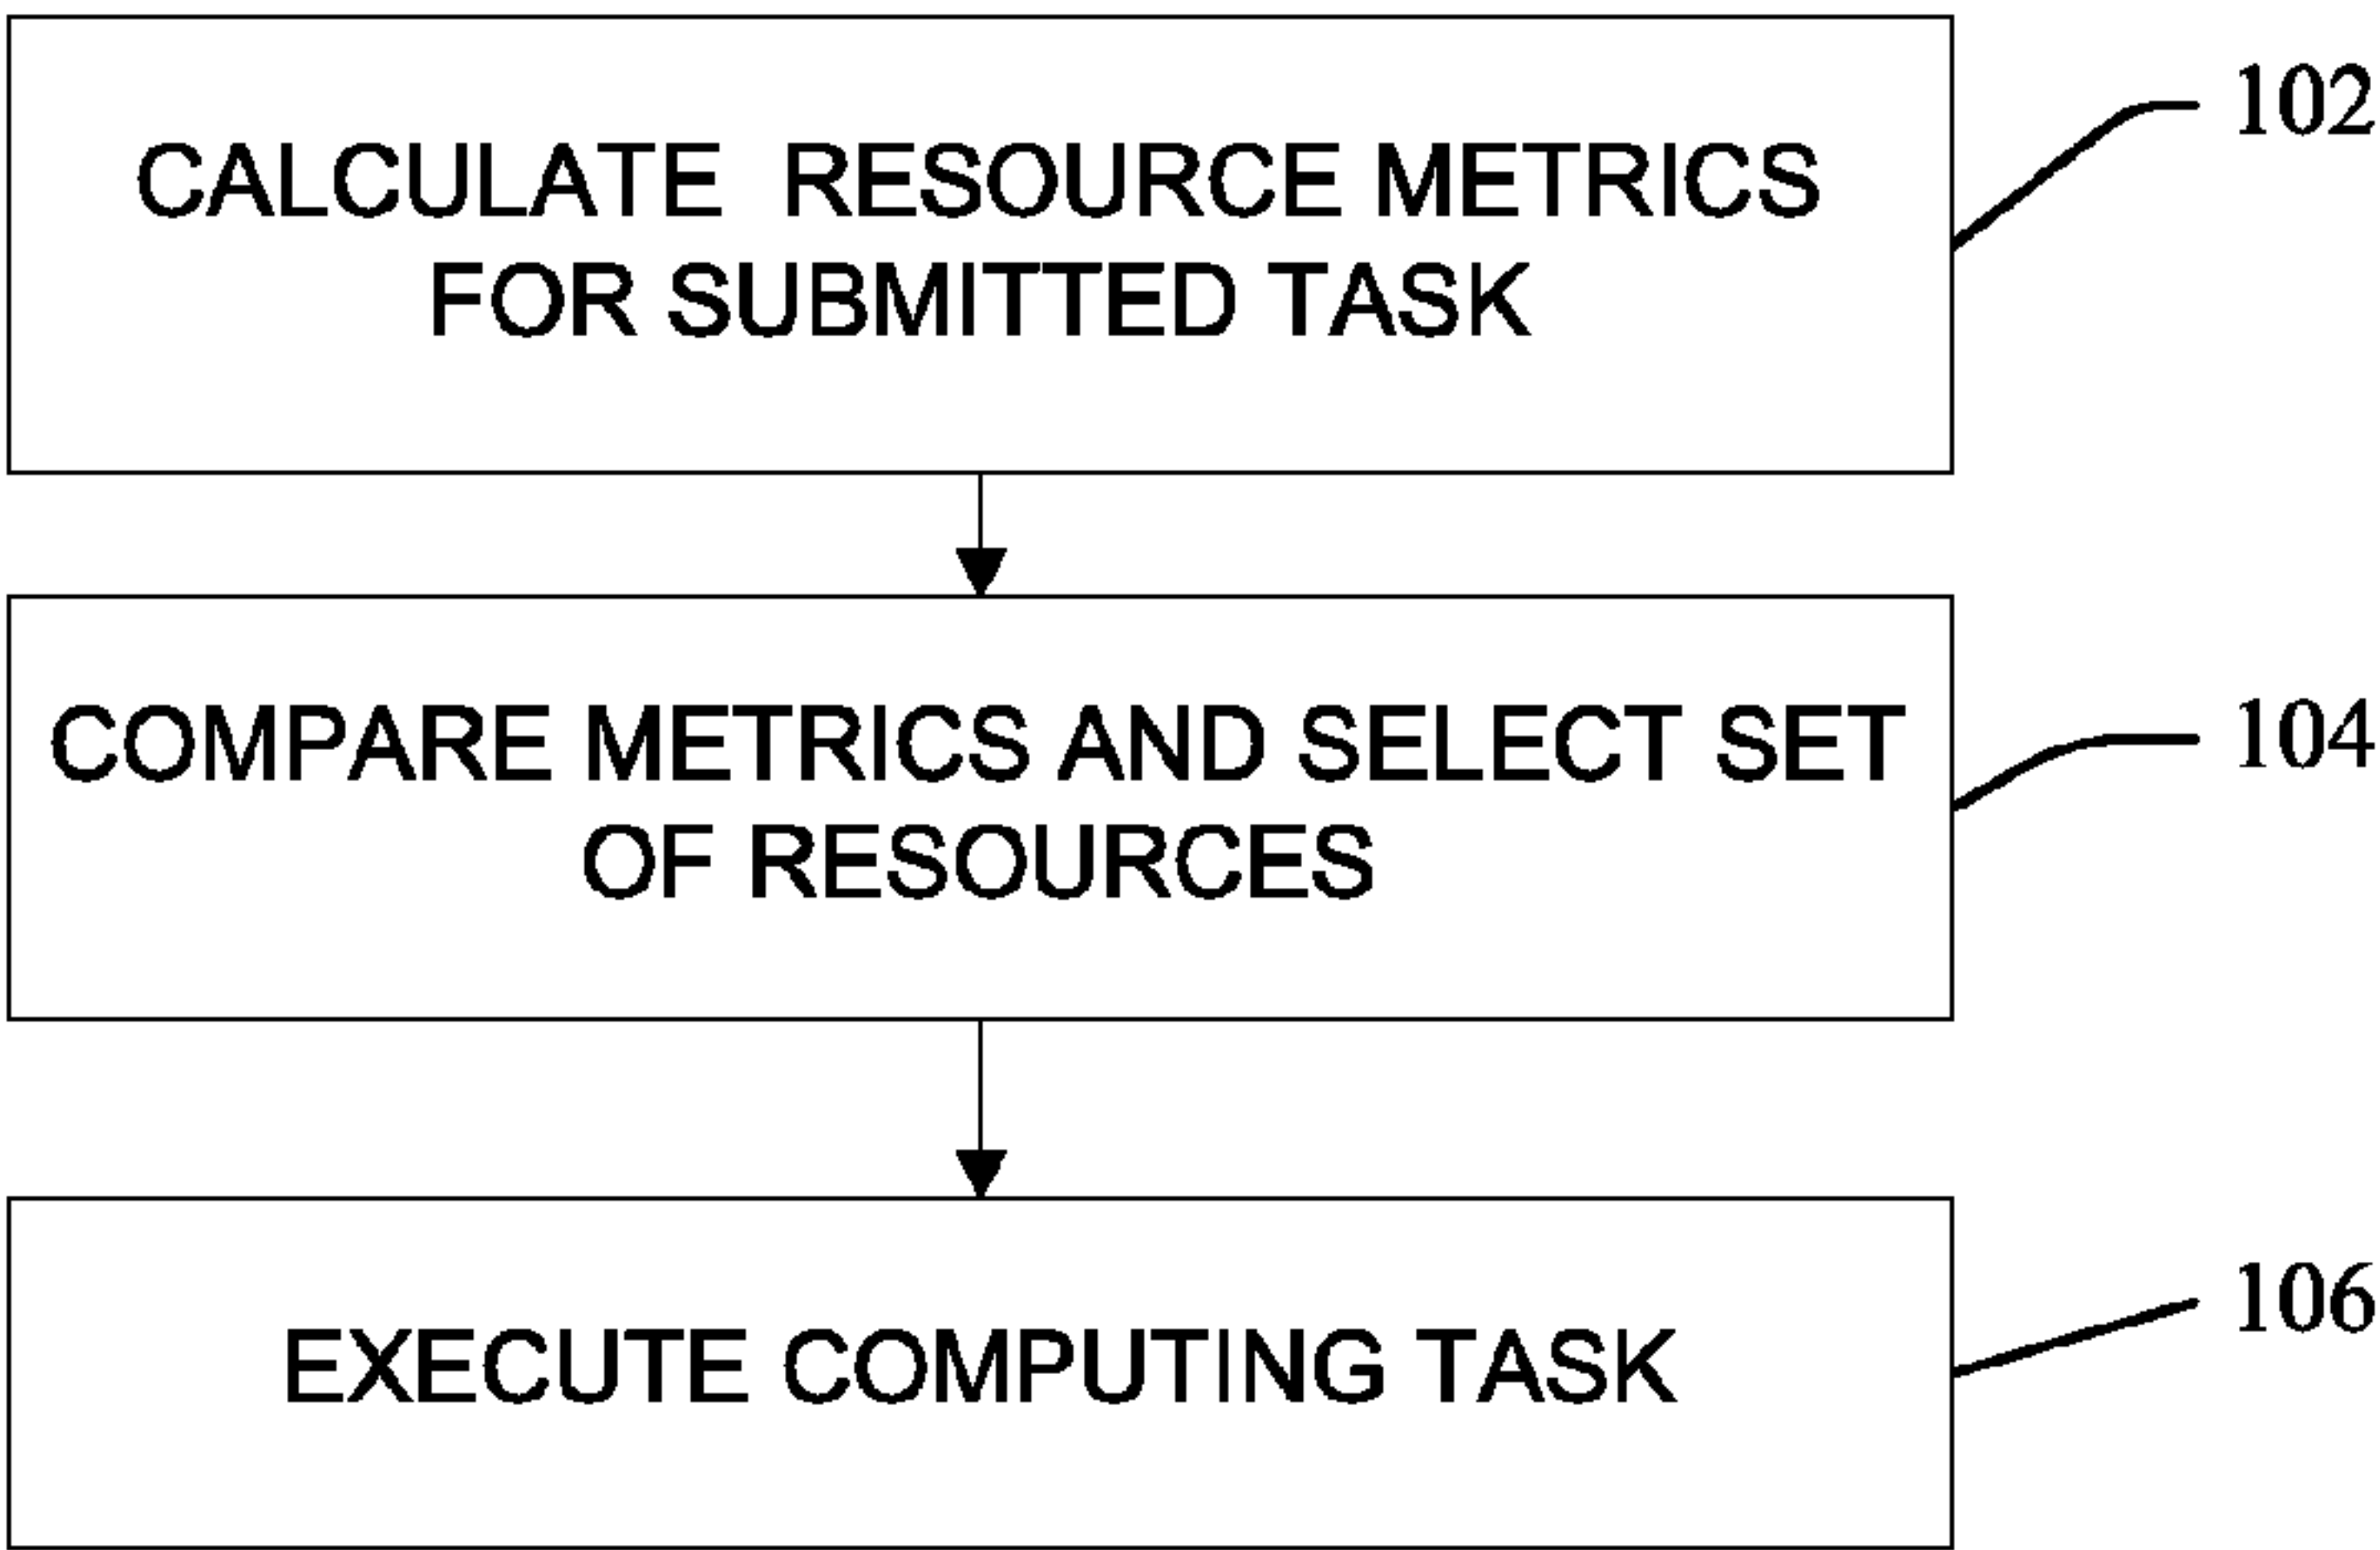 CALCULATE RESOURCE METRICS
FOR SUBMITTED TASK
102
COMPARE METRICS AND SELECT SET
OF RESOURCES
104
EXECUTE COMPUTING TASK
106